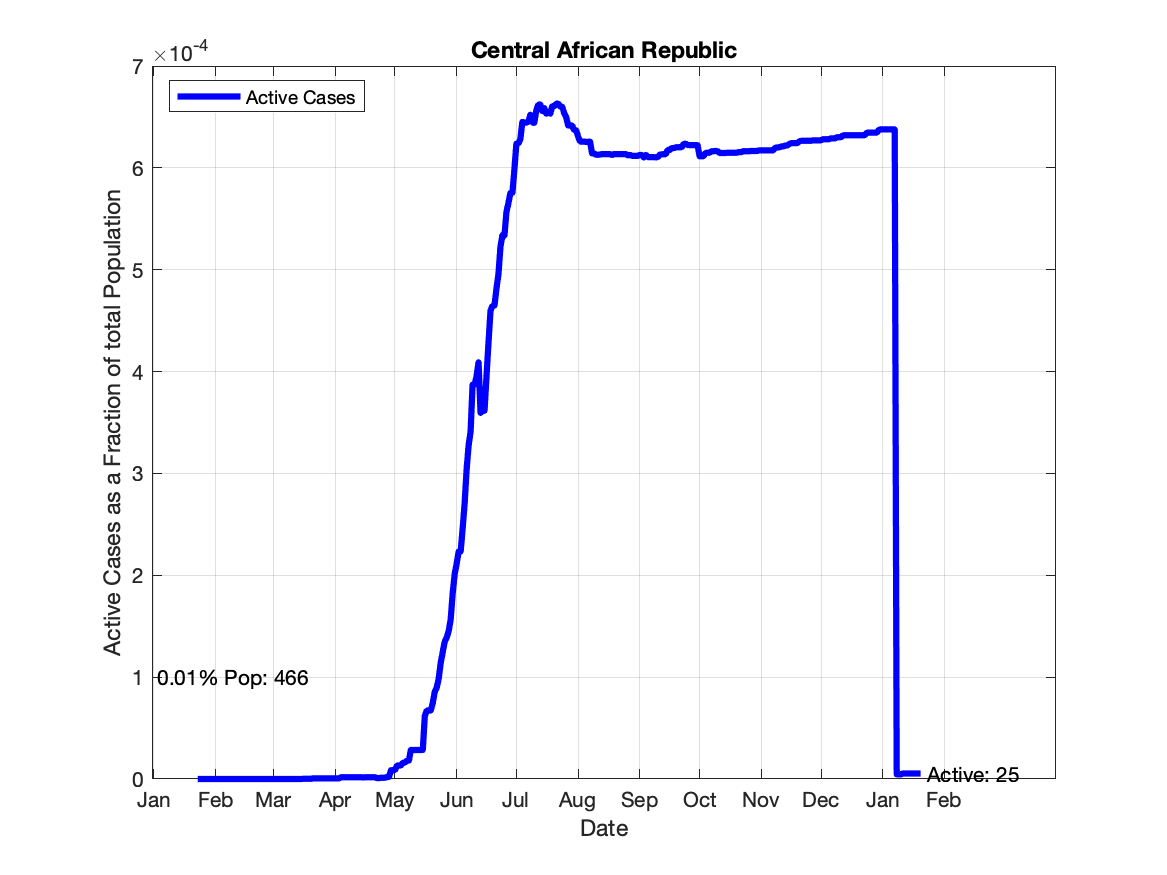 Central African Republic
×10-4
Active Cases
7
6
5
4
3
2
1
0
Active Cases as a Fraction of total Population
0.01% Pop: 466
Active: 25
Jan Feb Mar Apr May Jun Jul Aug Sep Oct Nov Dec Jan Feb
Date